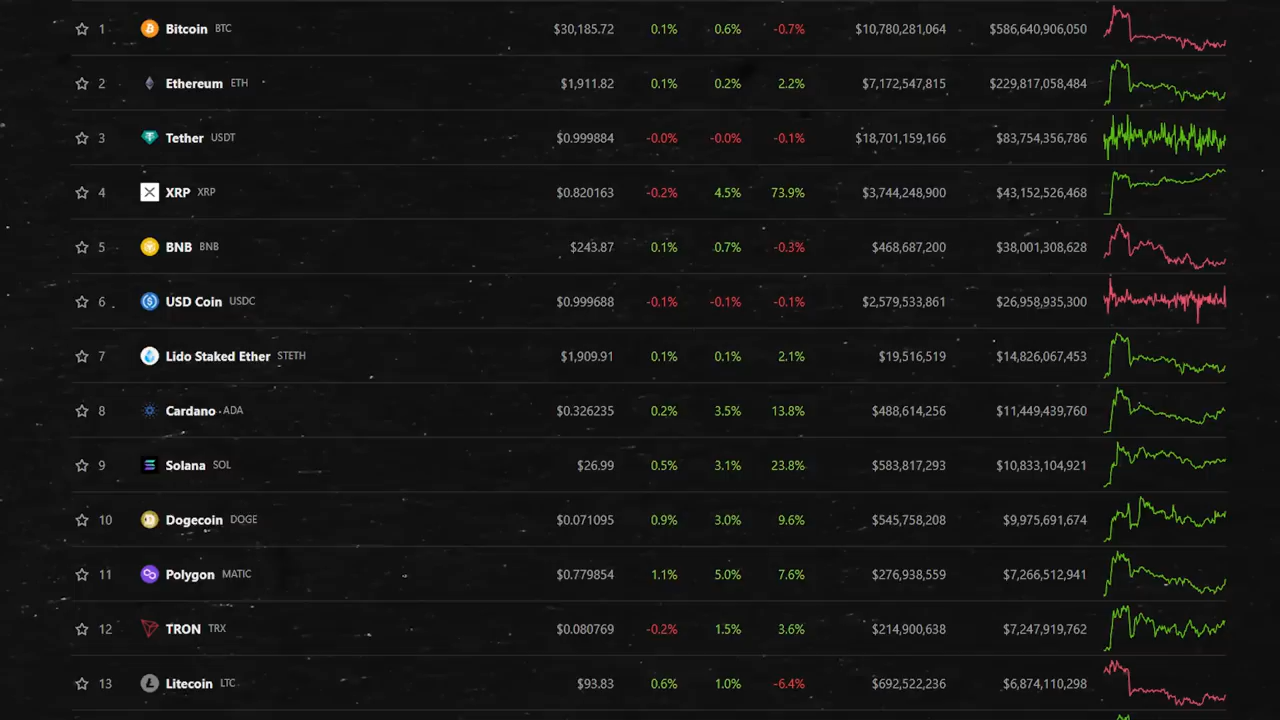 1 Bitcoin BTC $30,185.72 0.1% 0.6% -0.7% $10,780,281,064 $586,640,906,050
2 Ethereum ETH $1,911.82 0.1% 0.2% 2.2% $7,172,547,815 $229,817,058,484
3 Tether USDT $0.999884 -0.0% -0.0% -0.1% $18,701,159,166 $83,754,356,786
4 XRP XRP $0.820163 -0.2% 4.5% 73.9% $3,744,248,900 $43,152,526,468
5 BNB BNB $243.87 0.1% 0.7% -0.3% $468,687,200 $38,001,308,628
6 USD Coin USDC $0.999688 -0.1% -0.1% -0.1% $2,579,533,861 $26,958,935,300
7 Lido Staked Ether STETH $1,909.91 0.1% 0.1% 2.1% $19,516,519 $14,826,067,453
8 Cardano ADA $0.326235 0.2% 3.5% 13.8% $488,614,256 $11,449,439,760
9 Solana SOL $26.99 0.5% 3.1% 23.8% $583,817,293 $10,833,104,921
10 Dogecoin DOGE $0.071095 0.9% 3.0% 9.6% $545,758,208 $9,975,691,674
11 Polygon MATIC $0.779854 1.1% 5.0% 7.6% $276,938,559 $7,266,512,941
12 TRON TRX $0.080769 -0.2% 1.5% 3.6% $214,900,638 $7,247,919,762
13 Litecoin LTC $93.83 0.6% 1.0% -6.4% $692,522,236 $6,874,110,298